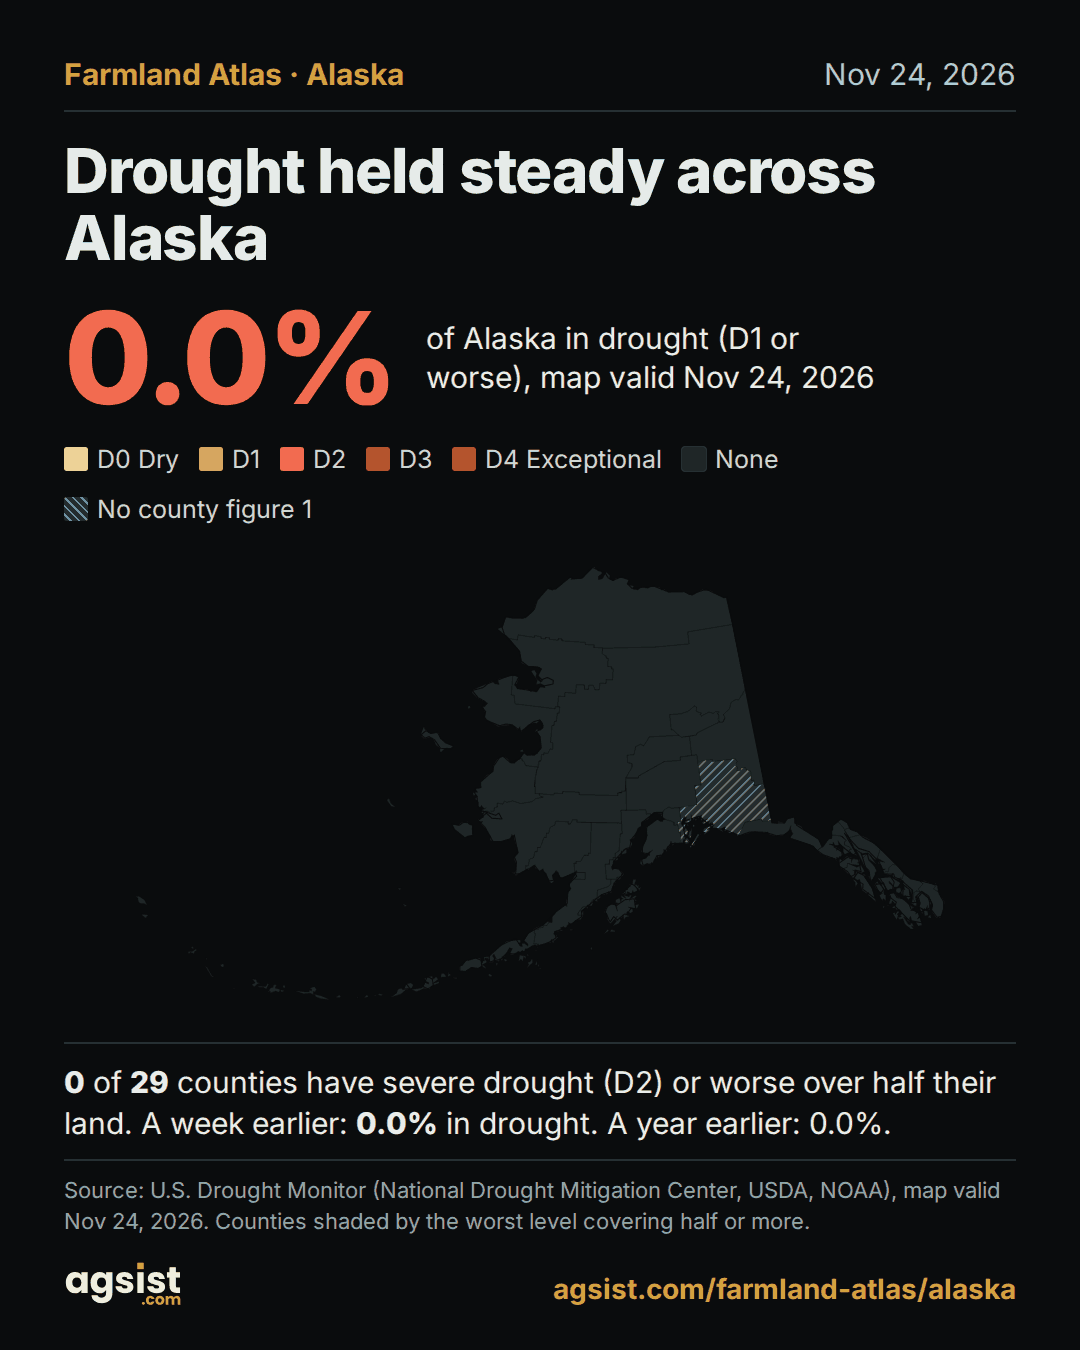 Farmland Atlas · Alaska
Nov 24, 2026
Drought held steady across
Alaska
0.0%
of Alaska in drought (D1 or
worse), map valid Nov 24, 2026
D0 Dry D1 D2 D3 D4 Exceptional None
No county figure 1
0 of 29 counties have severe drought (D2) or worse over half their
land. A week earlier: 0.0% in drought. A year earlier: 0.0%.
Source: U.S. Drought Monitor (National Drought Mitigation Center, USDA, NOAA), map valid
Nov 24, 2026. Counties shaded by the worst level covering half or more.
agsist
.com
agsist.com/farmland-atlas/alaska